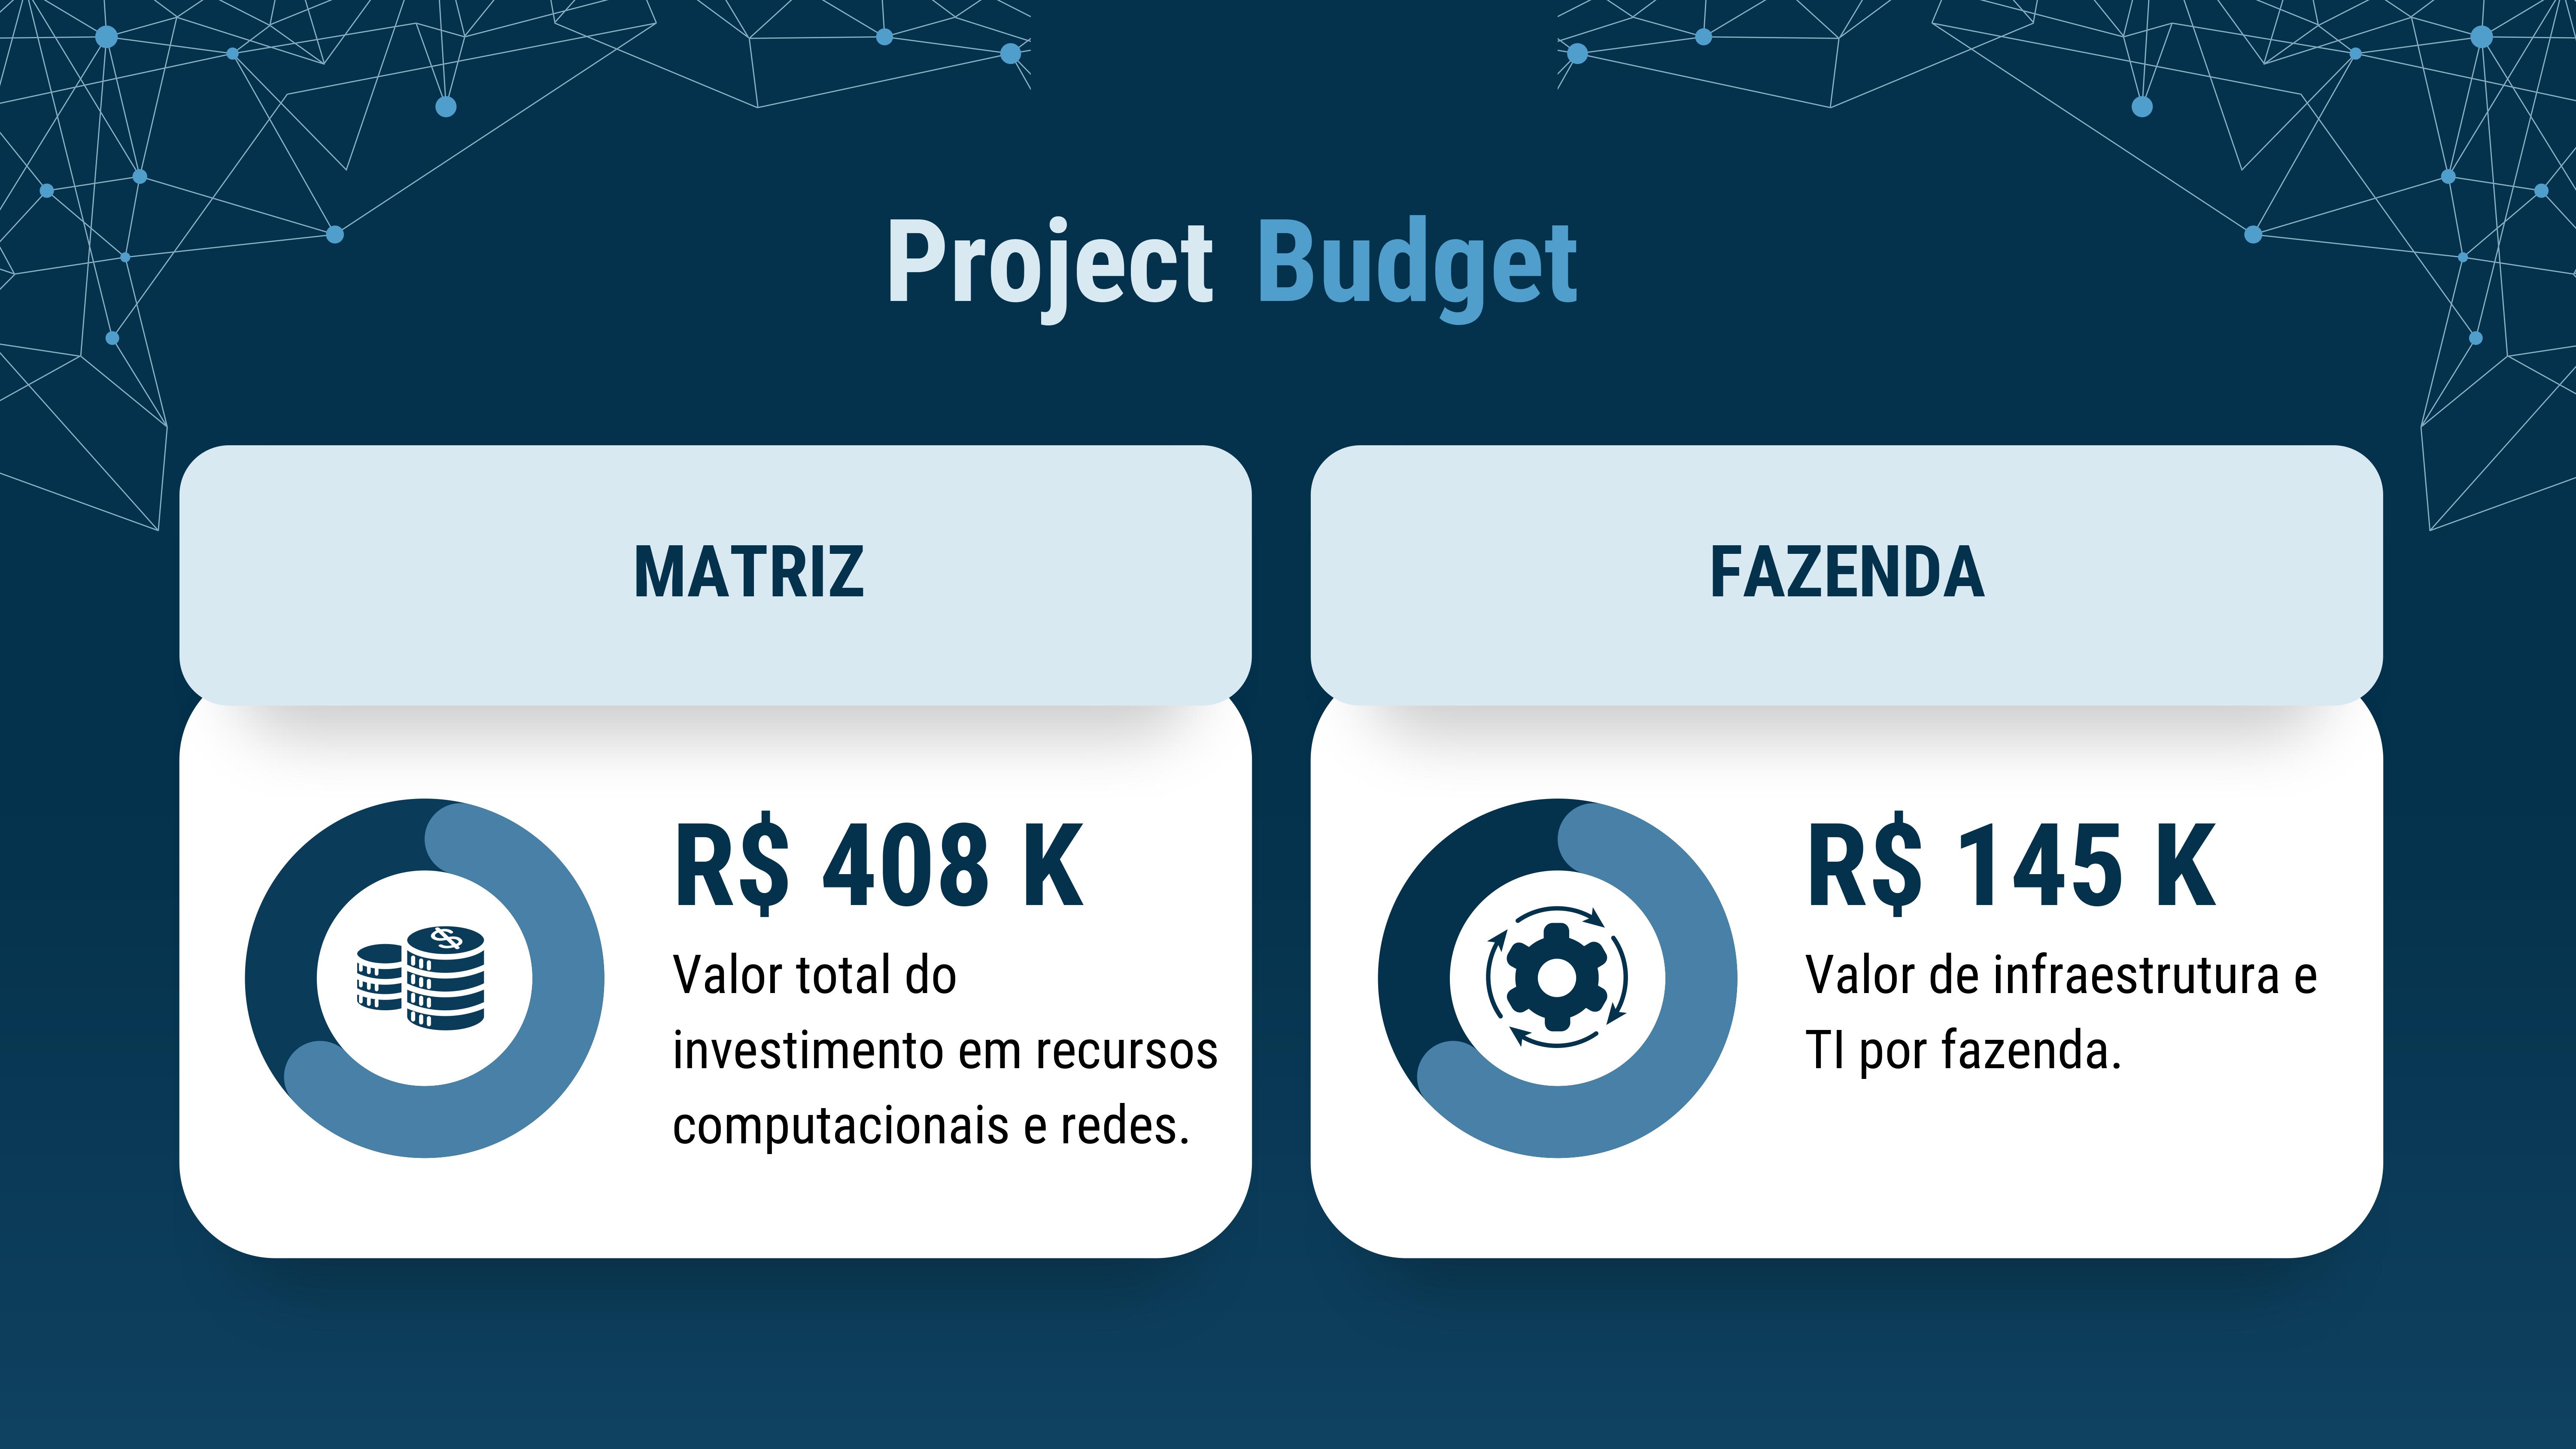 Project Budget
MATRIZ
R$ 408 K
Valor total do
investimento em recursos
computacionais e redes.
FAZENDA
R$ 145 K
Valor de infraestrutura e
TI por fazenda.